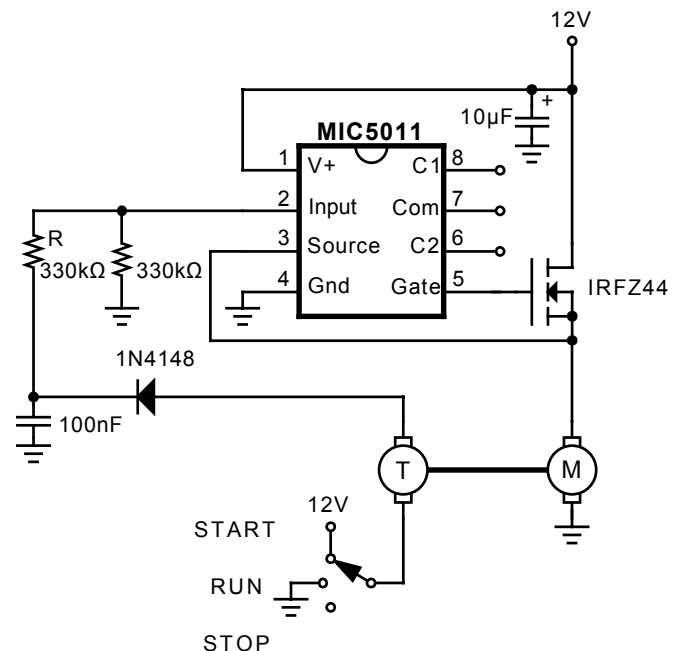 12V
10μF
+
MIC5011
1 V+ C1 8
2 Input Com 7
3 Source C2 6
4 Gnd Gate 5
R
330kΩ
330kΩ
IRFZ44
1N4148
100nF
T
M
12V
START
RUN
STOP